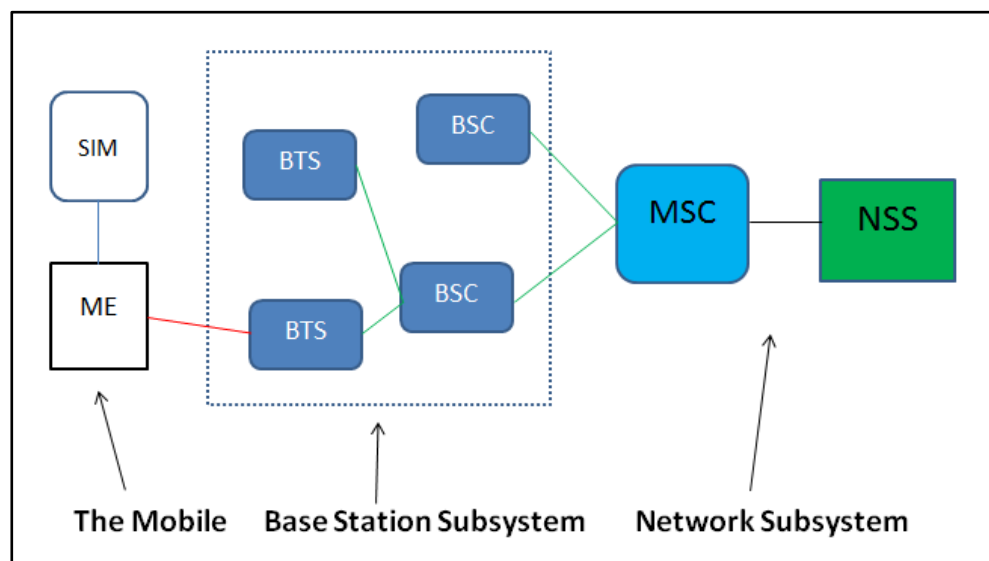 SIM
BTS
BSC
MSC
NSS
ME
BTS
BSC
The Mobile
Base Station Subsystem
Network Subsystem